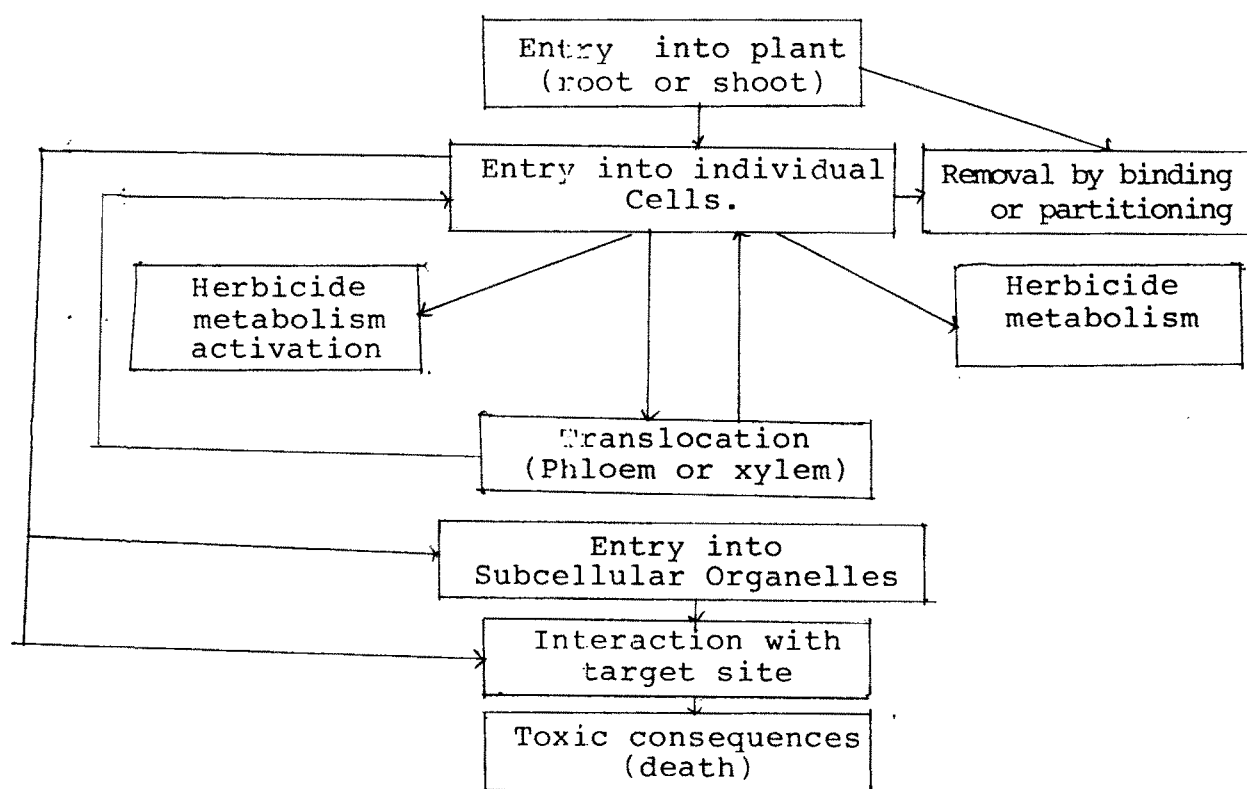 Entry into plant
(root or shoot)
Entry into individual
Cells.
Removal by binding
or partitioning
Herbicide
metabolism
activation
Herbicide
metabolism
Translocation
(Phloem or xylem)
Entry into
Subcellular Organelles
Interaction with
target site
Toxic consequences
(death)